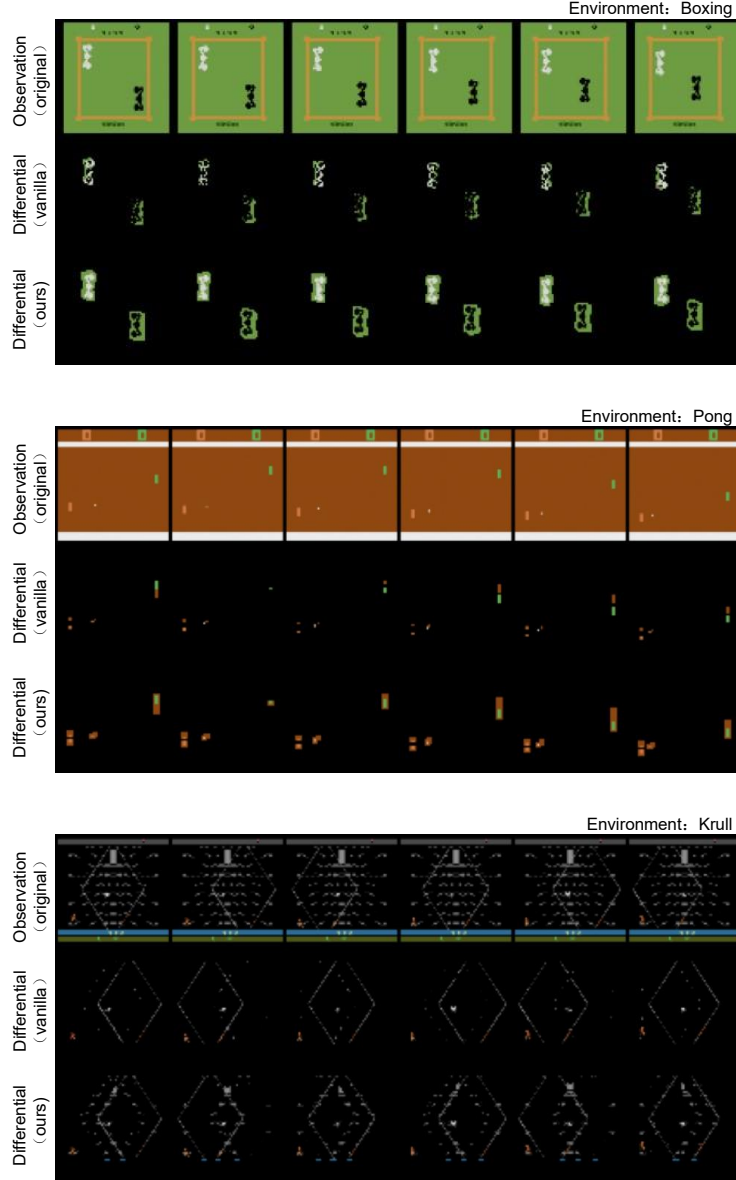 Environment：Boxing
Observation
（original）
Differential
（vanilla）
Differential
（ours）
Environment：Pong
Observation
（original）
Differential
（vanilla）
Differential
（ours）
Environment：Krull
Observation
（original）
Differential
（vanilla）
Differential
（ours）